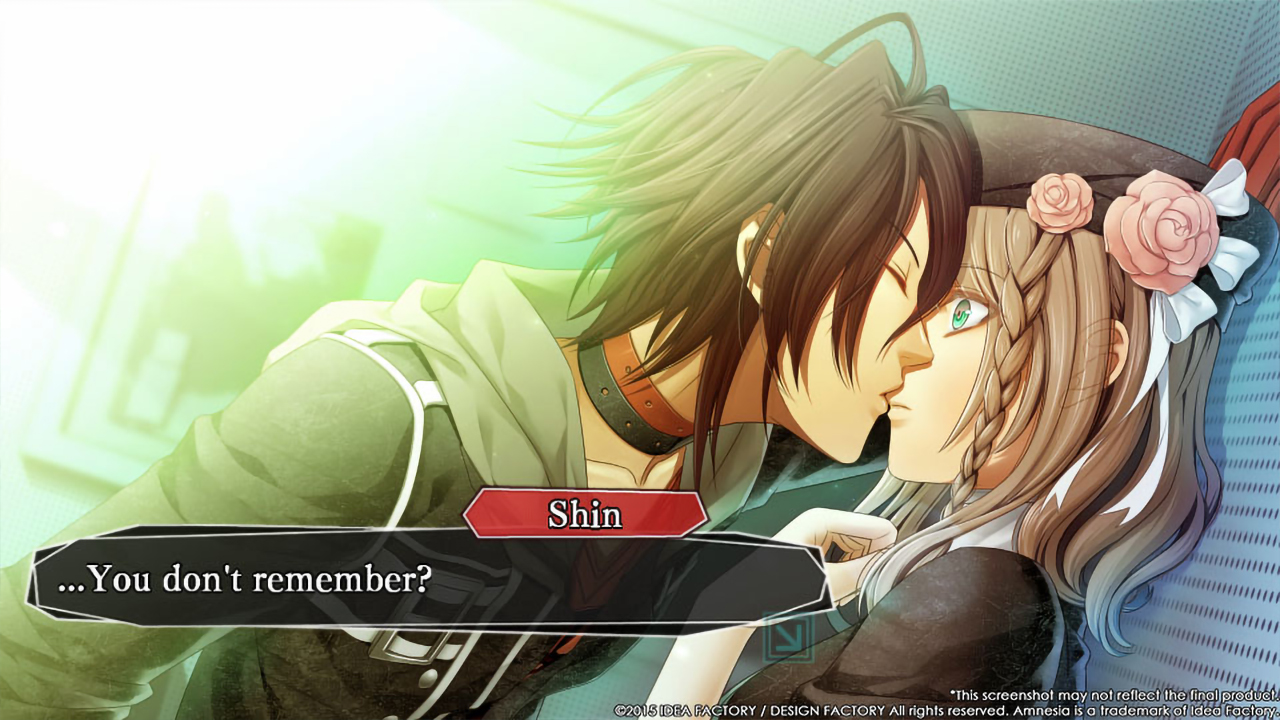 Shin
...You don't remember?
*This screenshot may not reflect the final product.
©2015 IDEA FACTORY / DESIGN FACTORY All rights reserved. Amnesia is a trademark of Idea Factory.